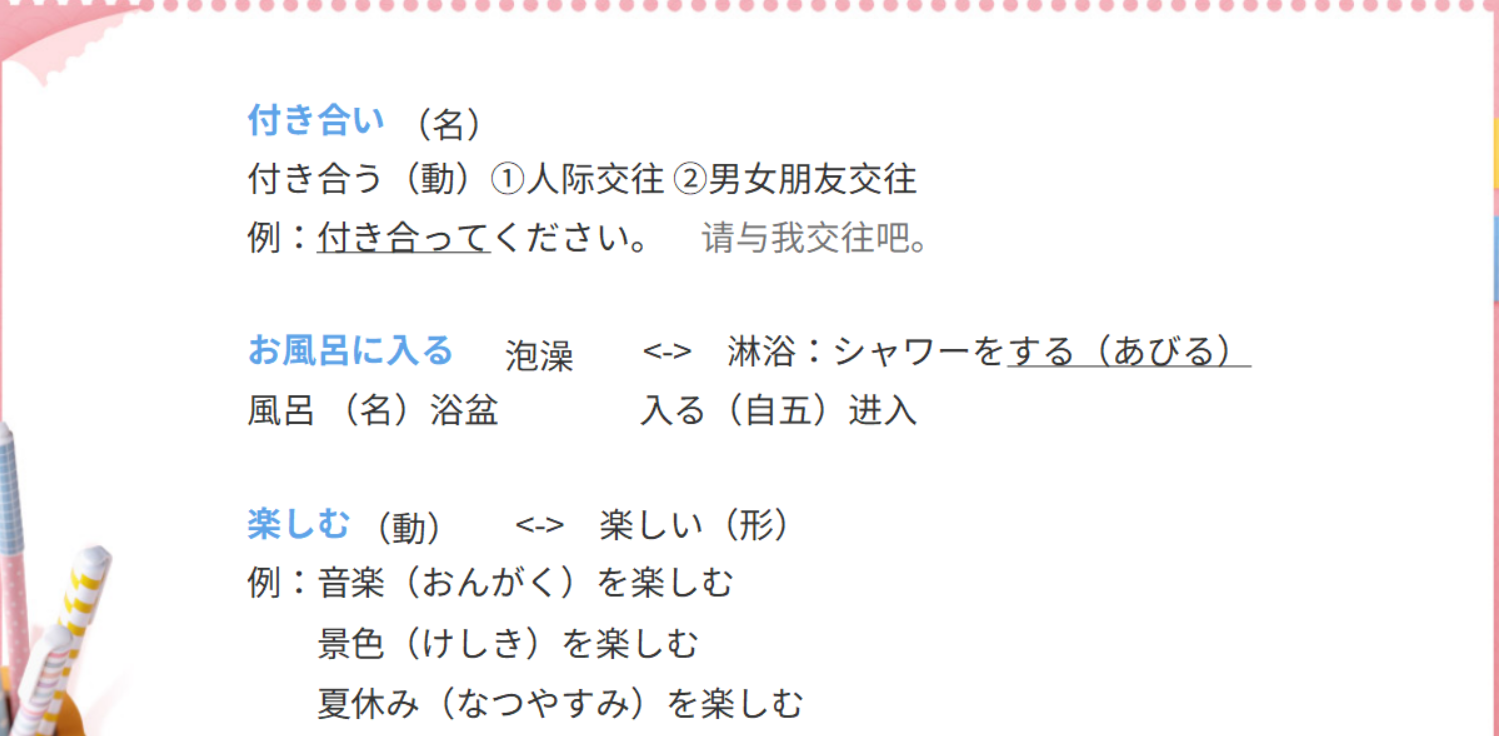 付き合い （名）
付き合う（動）①人际交往 ②男女朋友交往
例：付き合ってください。 请与我交往吧。
お風呂に入る 泡澡 <-> 淋浴：シャワーをする（あびる）
風呂 （名）浴盆 入る（自五）进入
楽しむ （動） <-> 楽しい（形）
例：音楽（おんがく）を楽しむ
景色（けしき）を楽しむ
夏休み（なつやすみ）を楽しむ